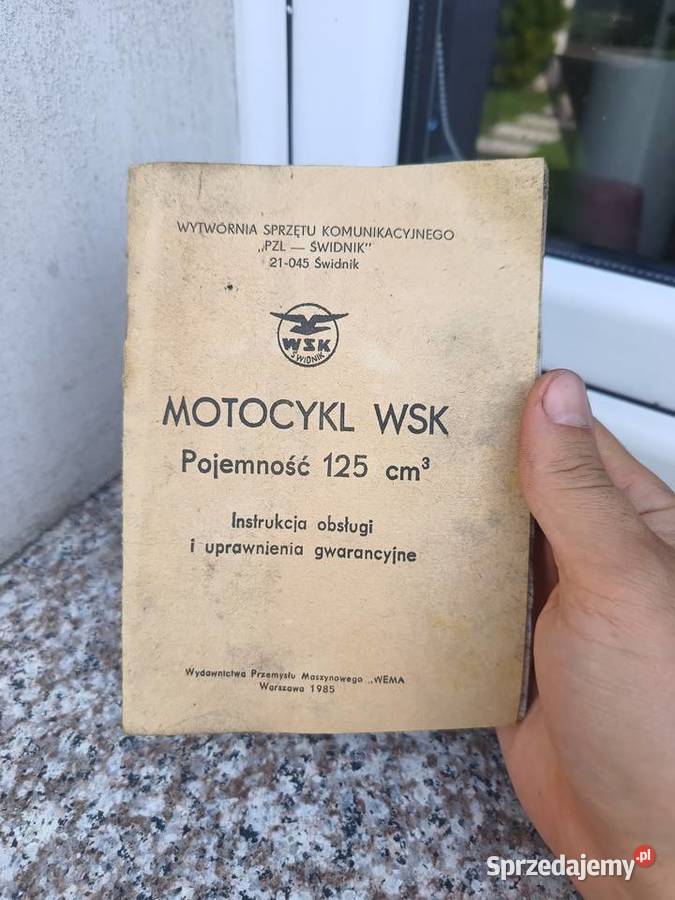 WYTWÓRNIA SPRZĘTU KOMUNIKACYJNEGO
„PZL — ŚWIDNIK"
21-045 Świdnik
WSK
ŚWIDNIK
MOTOCYKL WSK
Pojemność 125 cm³
Instrukcja obsługi
i uprawnienia gwarancyjne
Wydawnictwa Przemysłu Maszynowego „WEMA
Warszawa 1985
Sprzedajemy.pl